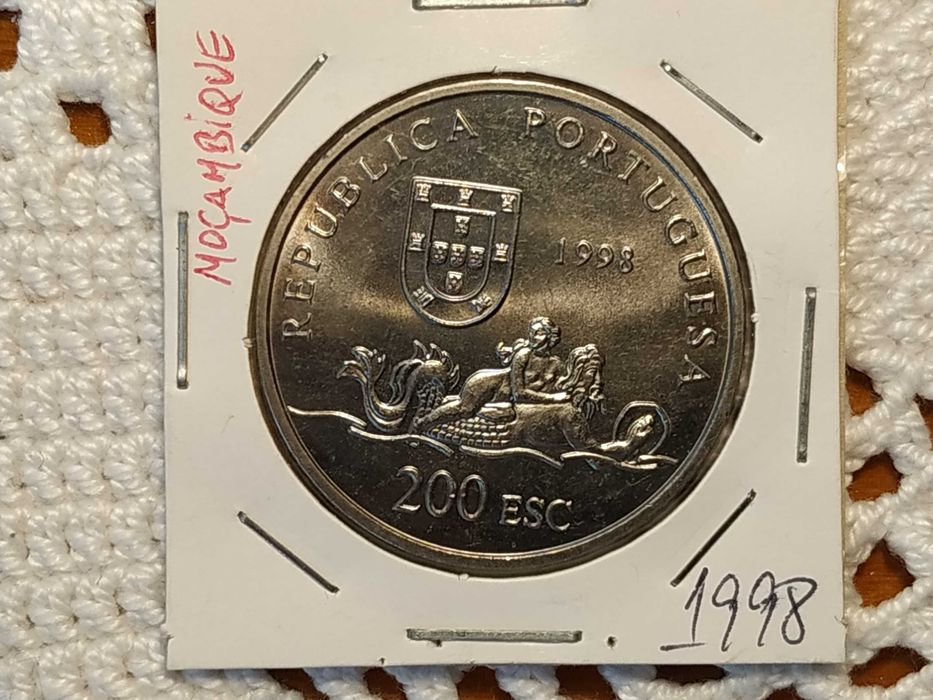 MOÇAMBIQUE
REPUBLICA PORTUGUESA
1998
200 ESC
1998